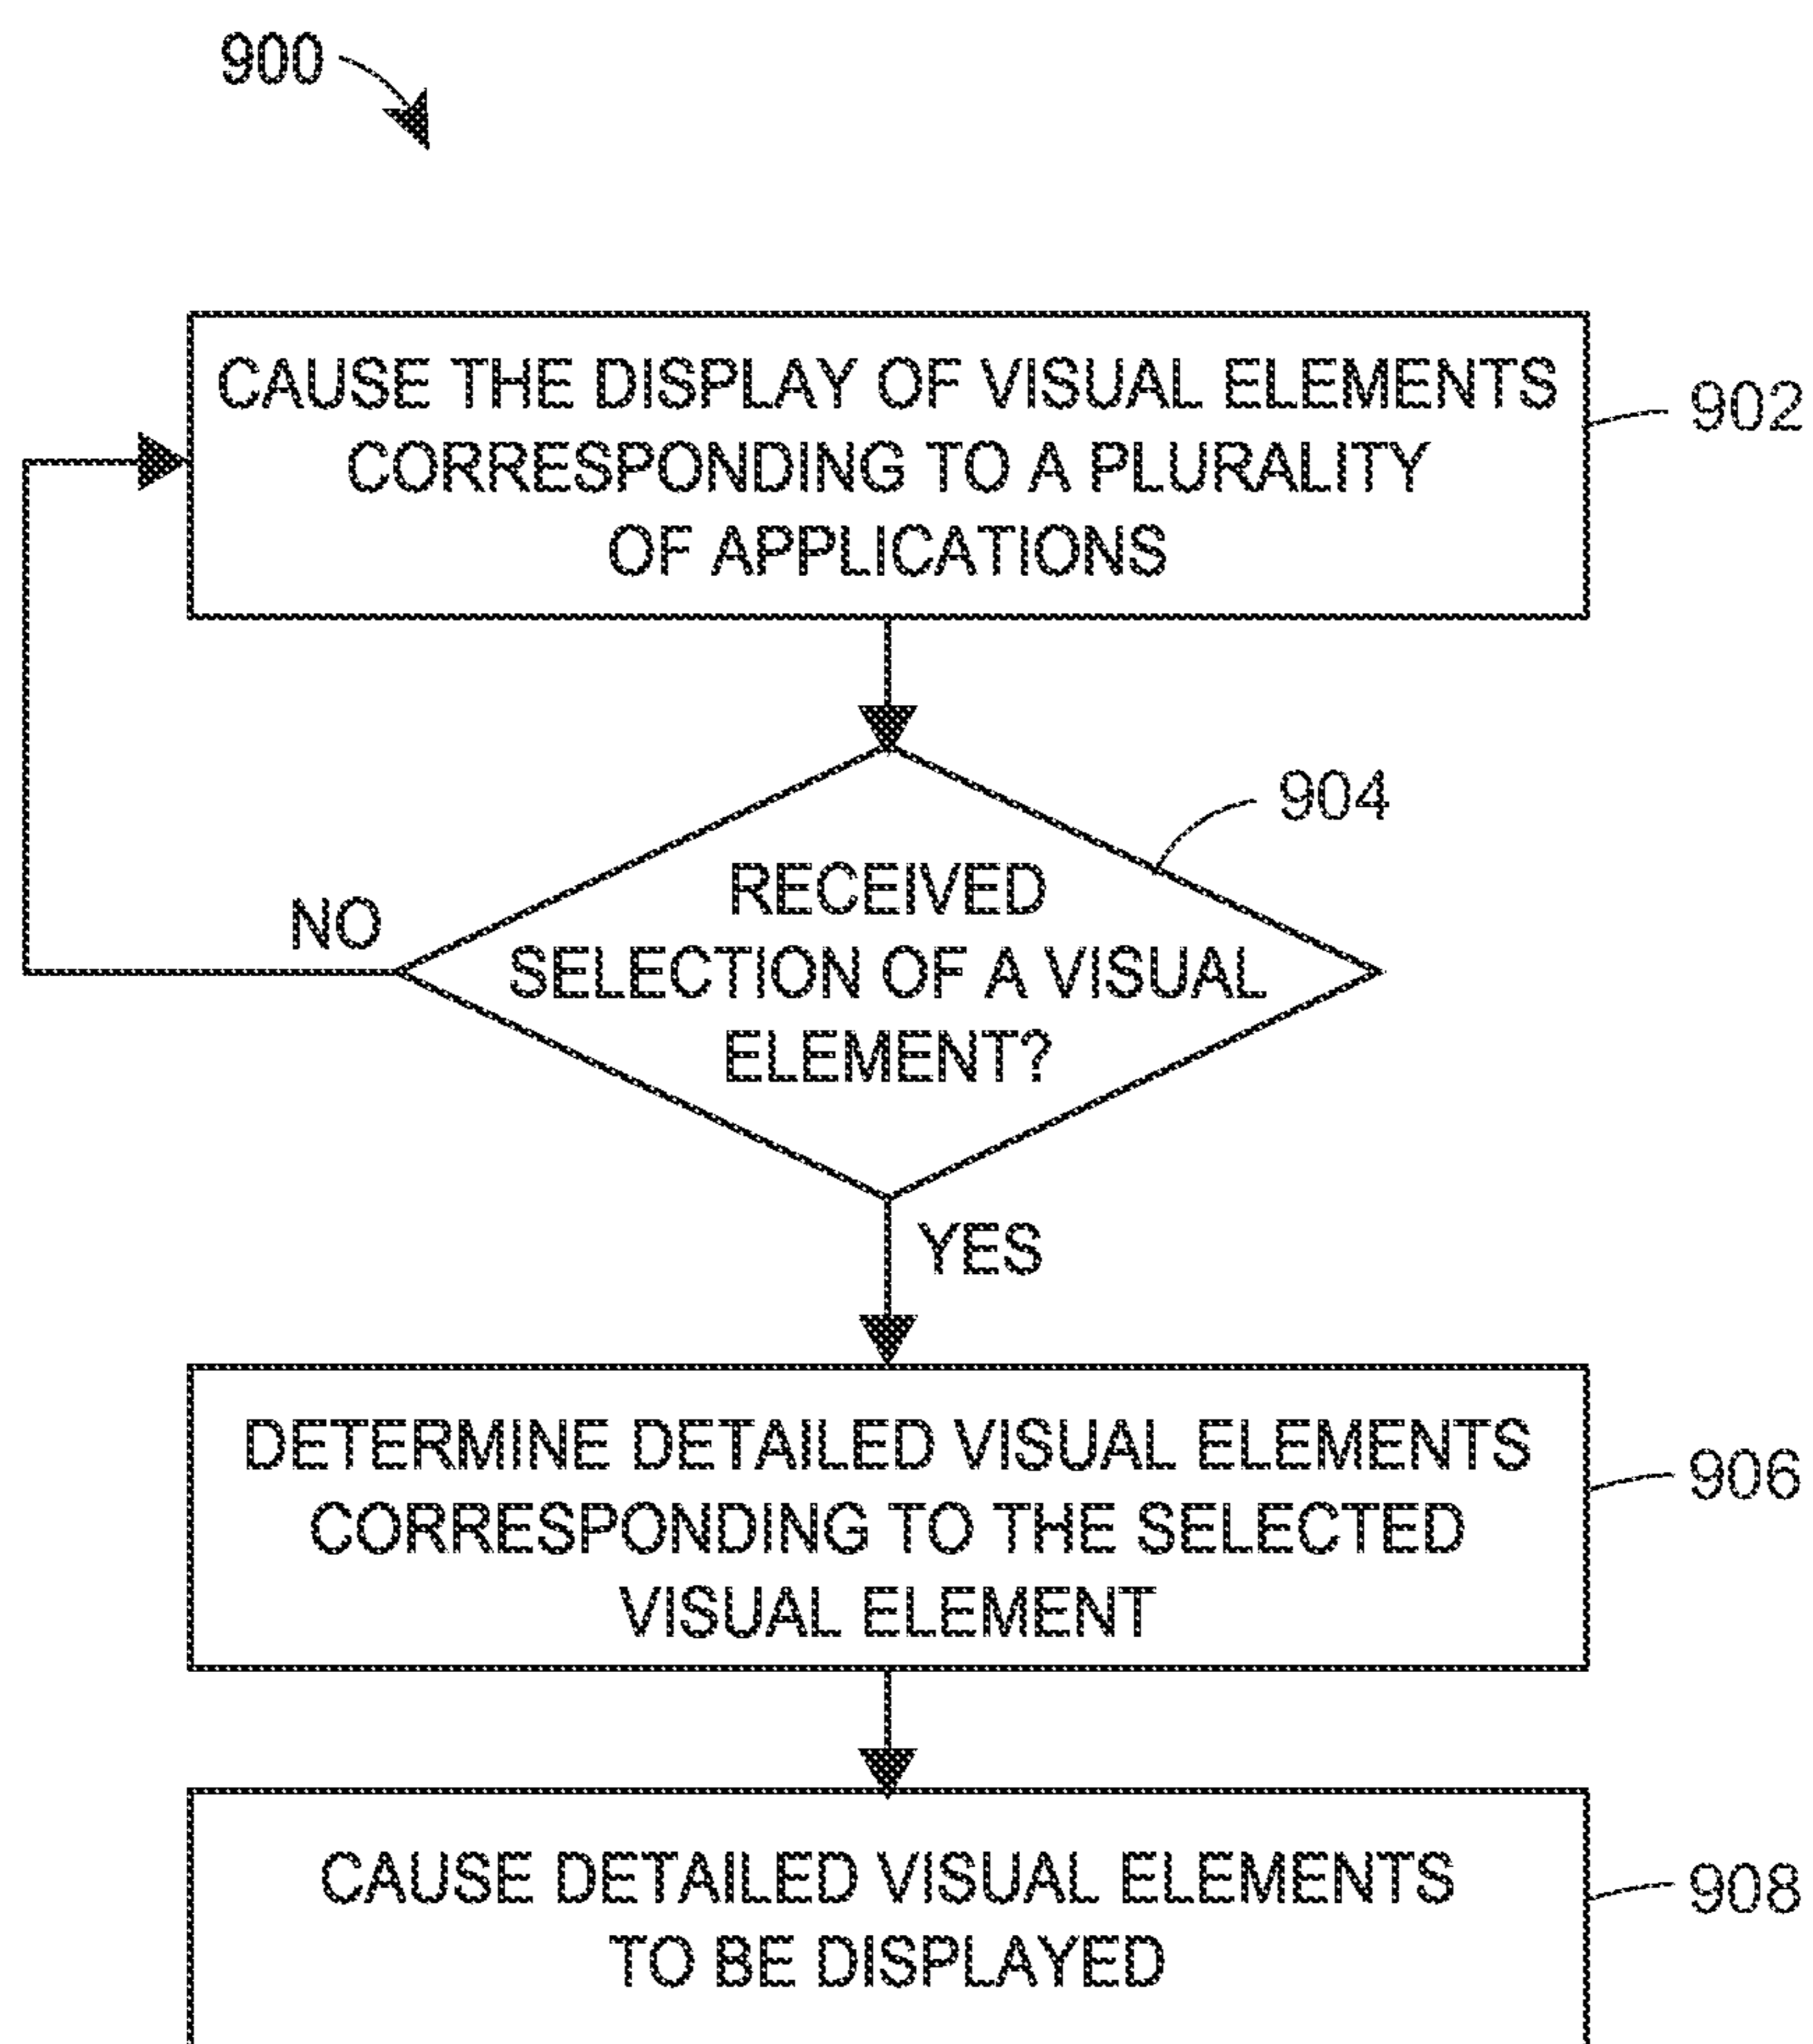 900
CAUSE THE DISPLAY OF VISUAL ELEMENTS
CORRESPONDING TO A PLURALITY
OF APPLICATIONS
902
904
RECEIVED
SELECTION OF A VISUAL
ELEMENT?
NO
YES
DETERMINE DETAILED VISUAL ELEMENTS
CORRESPONDING TO THE SELECTED
VISUAL ELEMENT
906
CAUSE DETAILED VISUAL ELEMENTS
TO BE DISPLAYED
908